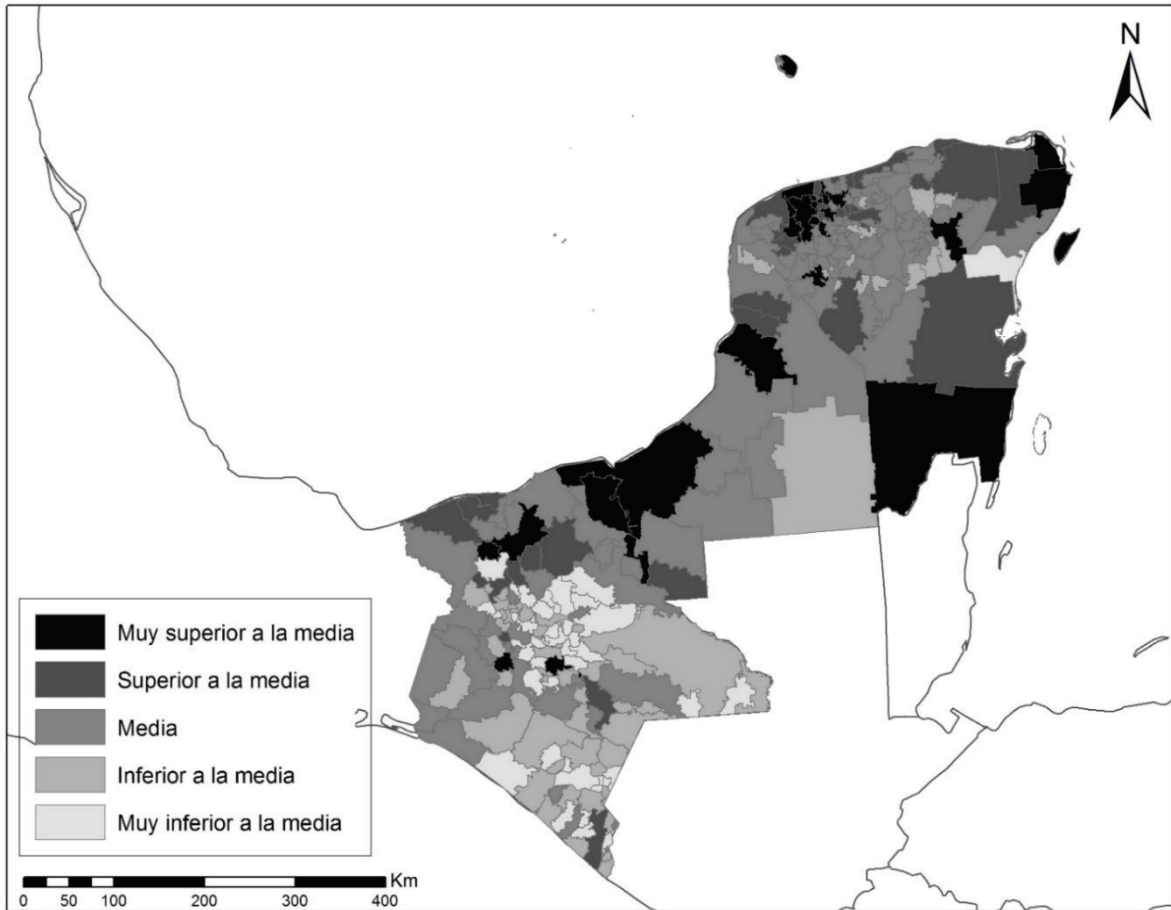 N
Muy superior a la media
Superior a la media
Media
Inferior a la media
Muy inferior a la media
Km
0 50 100 200 300 400